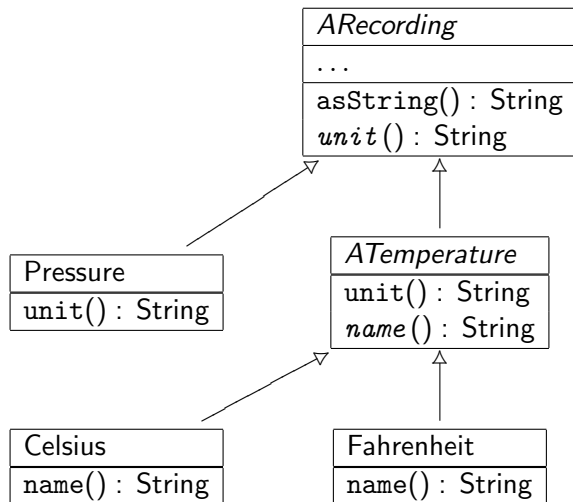 ARecording
. . .
asString() : String
unit() : String
Pressure
unit() : String
ATemperature
unit() : String
name() : String
Celsius
name() : String
Fahrenheit
name() : String